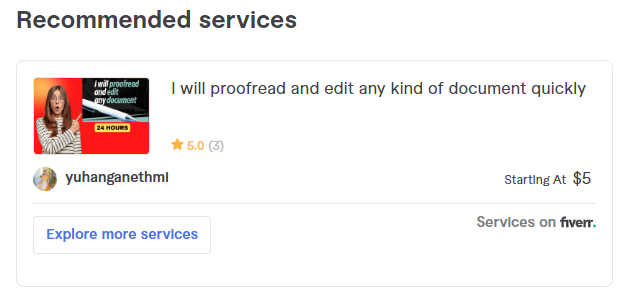 Recommended services
I will proofread
and edit
any document
24 HOURS
I will proofread and edit any kind of document quickly
5.0 (3)
yuhanganethmi
Starting At $5
Explore more services
Services on fiverr.